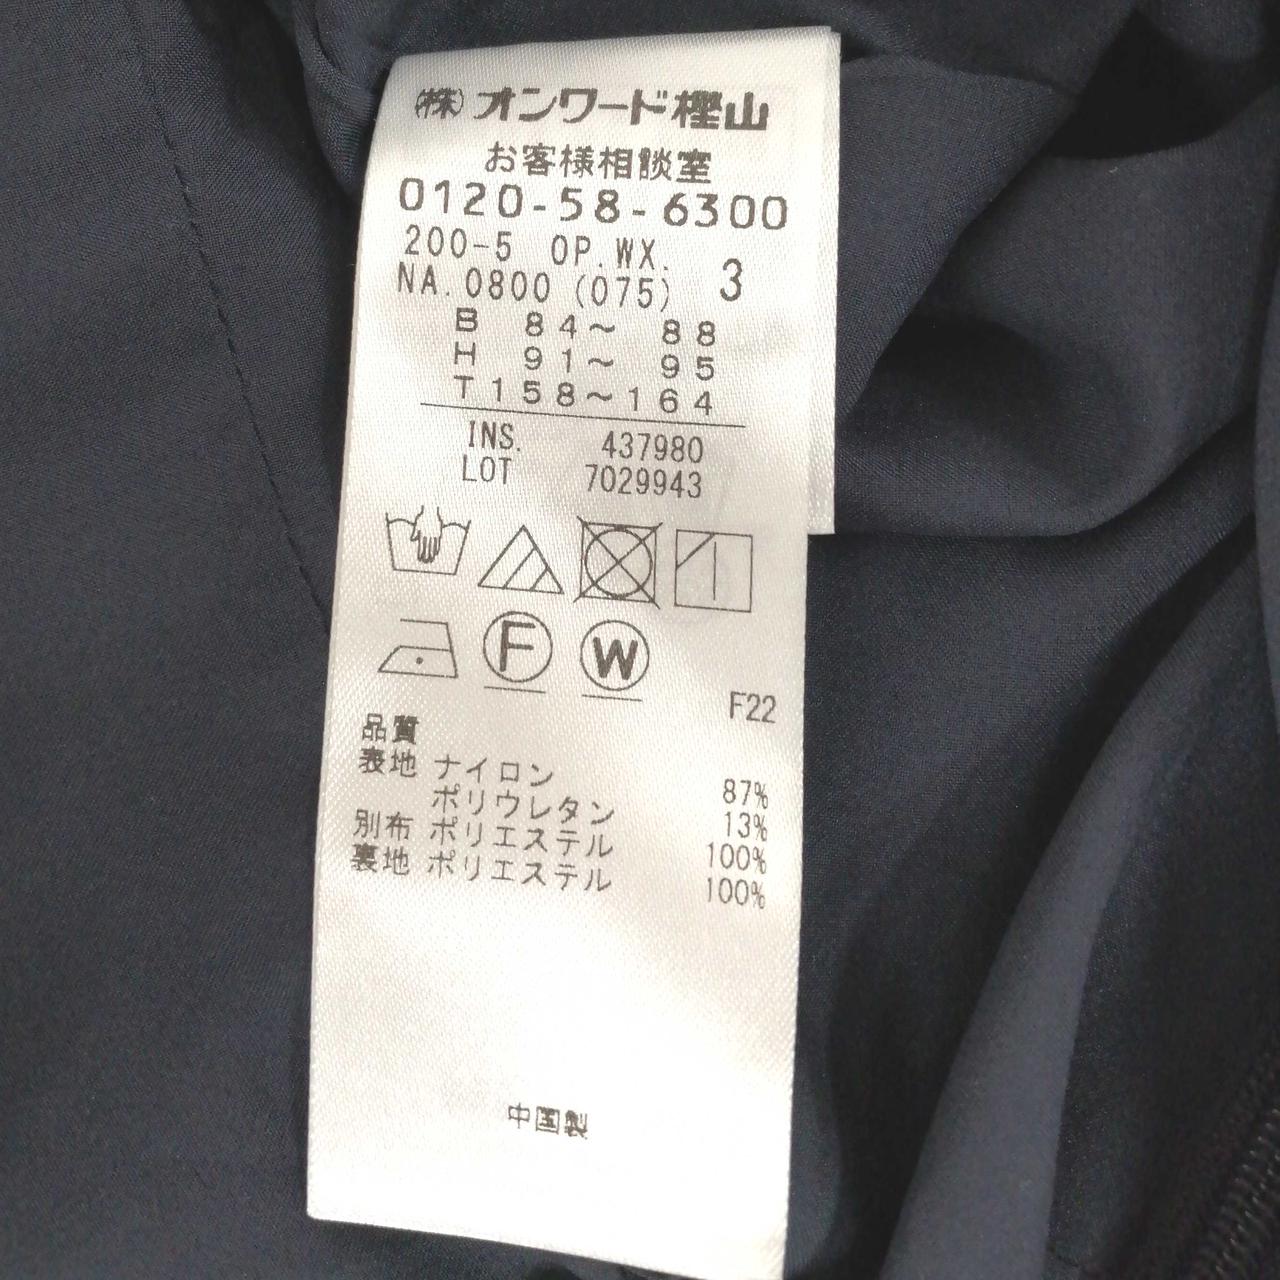 ㈱オンワード樫山
お客様相談室
0120-58-6300
200-5 OP.WX. 3
NA.0800 (075)
B 84~ 88
H 91~ 95
T158~164
INS. 437980
LOT 7029943
F
W
F22
品質
表地 ナイロン 87%
ポリウレタン 13%
別布 ポリエステル 100%
裏地 ポリエステル 100%
中国製